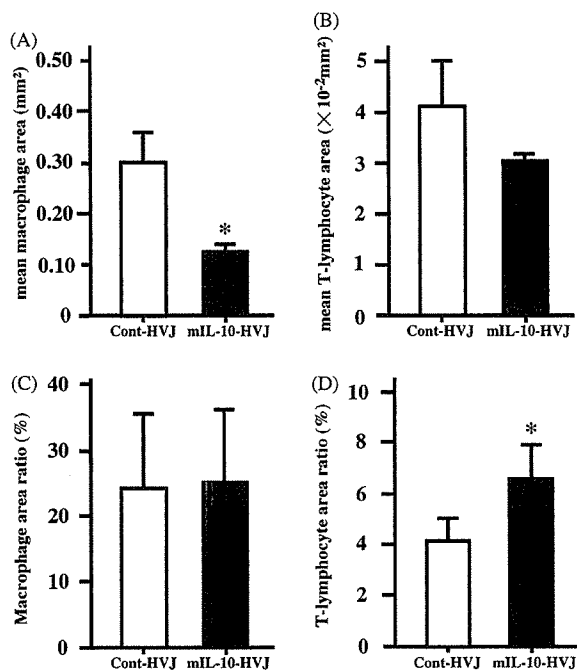 (A)
mean macrophage area (mm²)
0.50
0.40
0.30
0.20
0.10
0
*
Cont-HVJ mIL-10-HVJ
(B)
mean T-lymphocyte area (×10⁻²mm²)
5
4
3
2
1
0
Cont-HVJ mIL-10-HVJ
(C)
Macrophage area ratio (%)
40
30
20
10
0
Cont-HVJ mIL-10-HVJ
(D)
T-lymphocyte area ratio (%)
10
8
6
4
2
0
*
Cont-HVJ mIL-10-HVJ